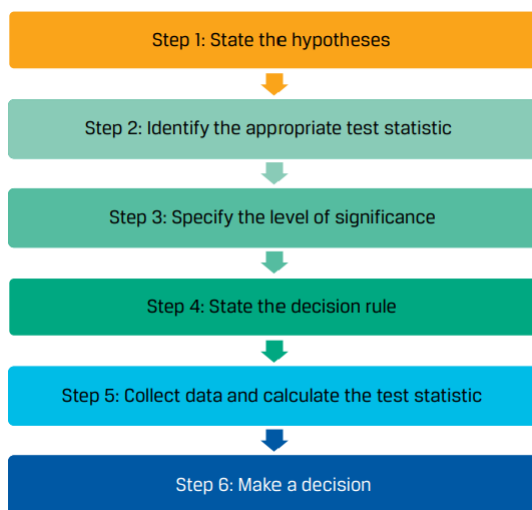 Step 1: State the hypotheses
Step 2: Identify the appropriate test statistic
Step 3: Specify the level of significance
Step 4: State the decision rule
Step 5: Collect data and calculate the test statistic
Step 6: Make a decision